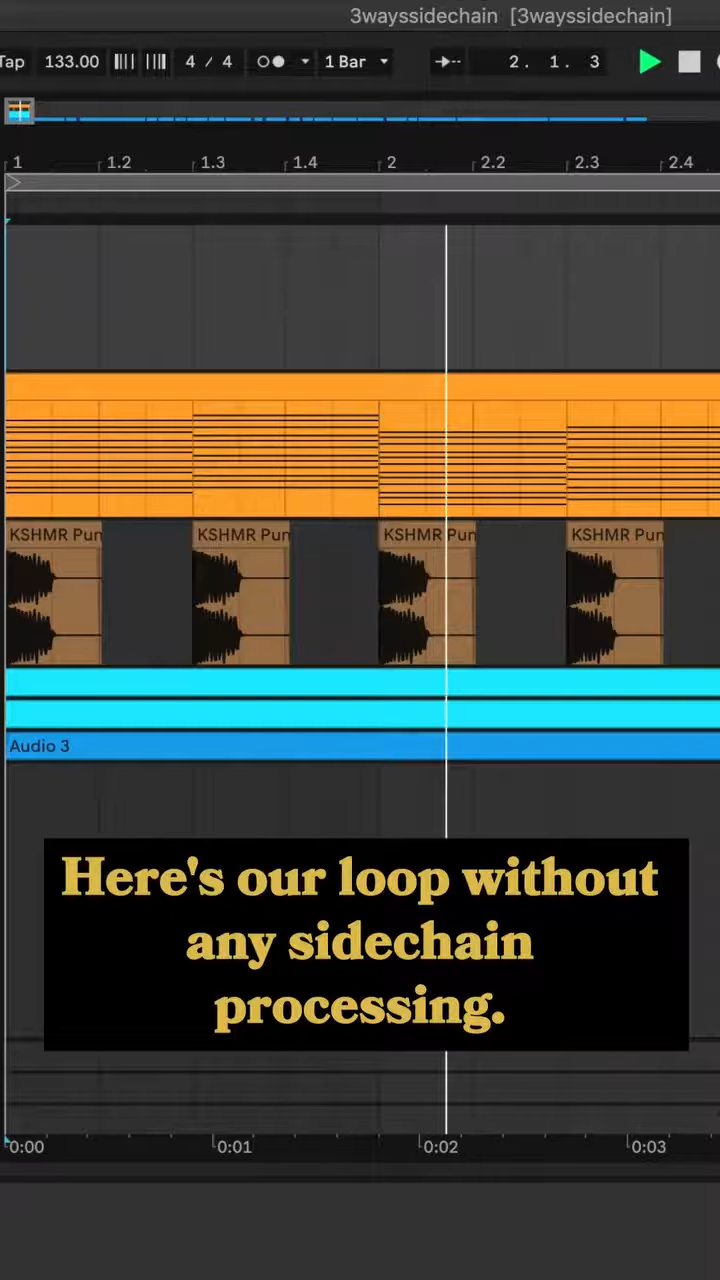 3wayssidechain [3wayssidechain]
Tap 133.00 4 / 4 1 Bar 2. 1. 3
1 1.2 1.3 1.4 2 2.2 2.3 2.4
KSHMR Pun KSHMR Pun KSHMR Pun KSHMR Pun
Audio 3
Here's our loop without
any sidechain
processing.
0:00 0:01 0:02 0:03